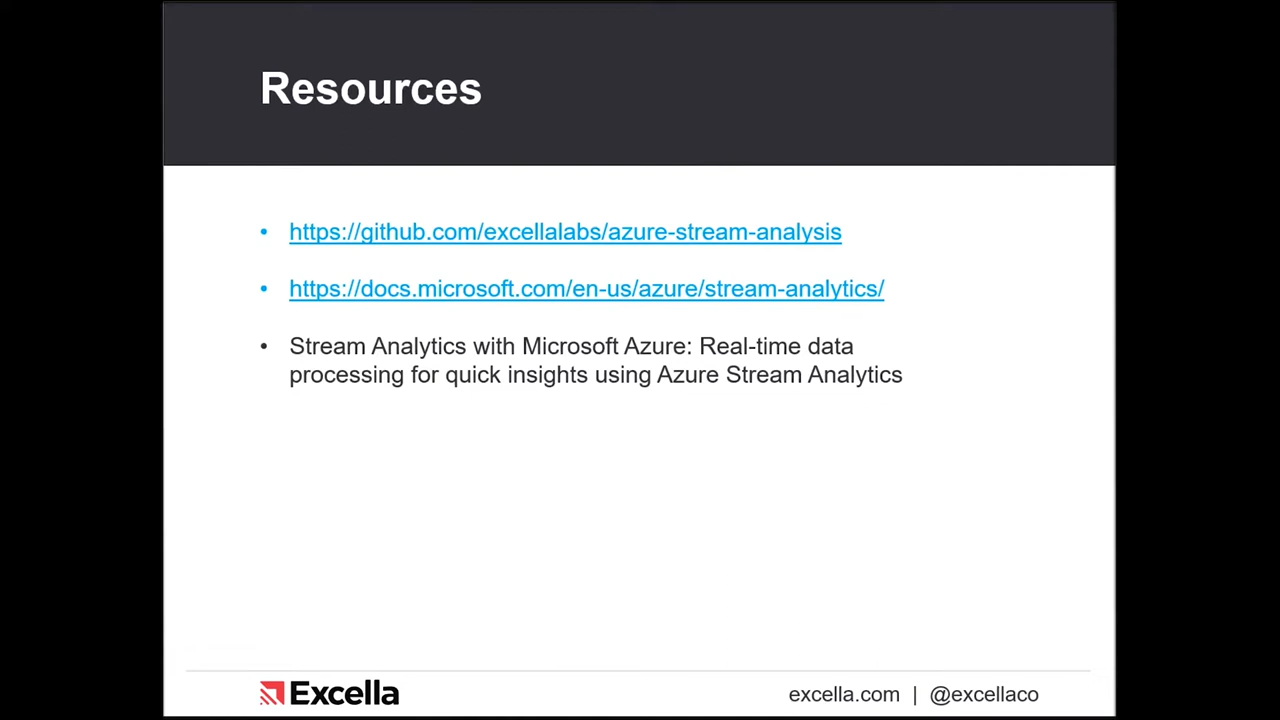 Resources
• https://github.com/excellalabs/azure-stream-analysis
• https://docs.microsoft.com/en-us/azure/stream-analytics/
• Stream Analytics with Microsoft Azure: Real-time data
processing for quick insights using Azure Stream Analytics
Excella
excella.com | @excellaco